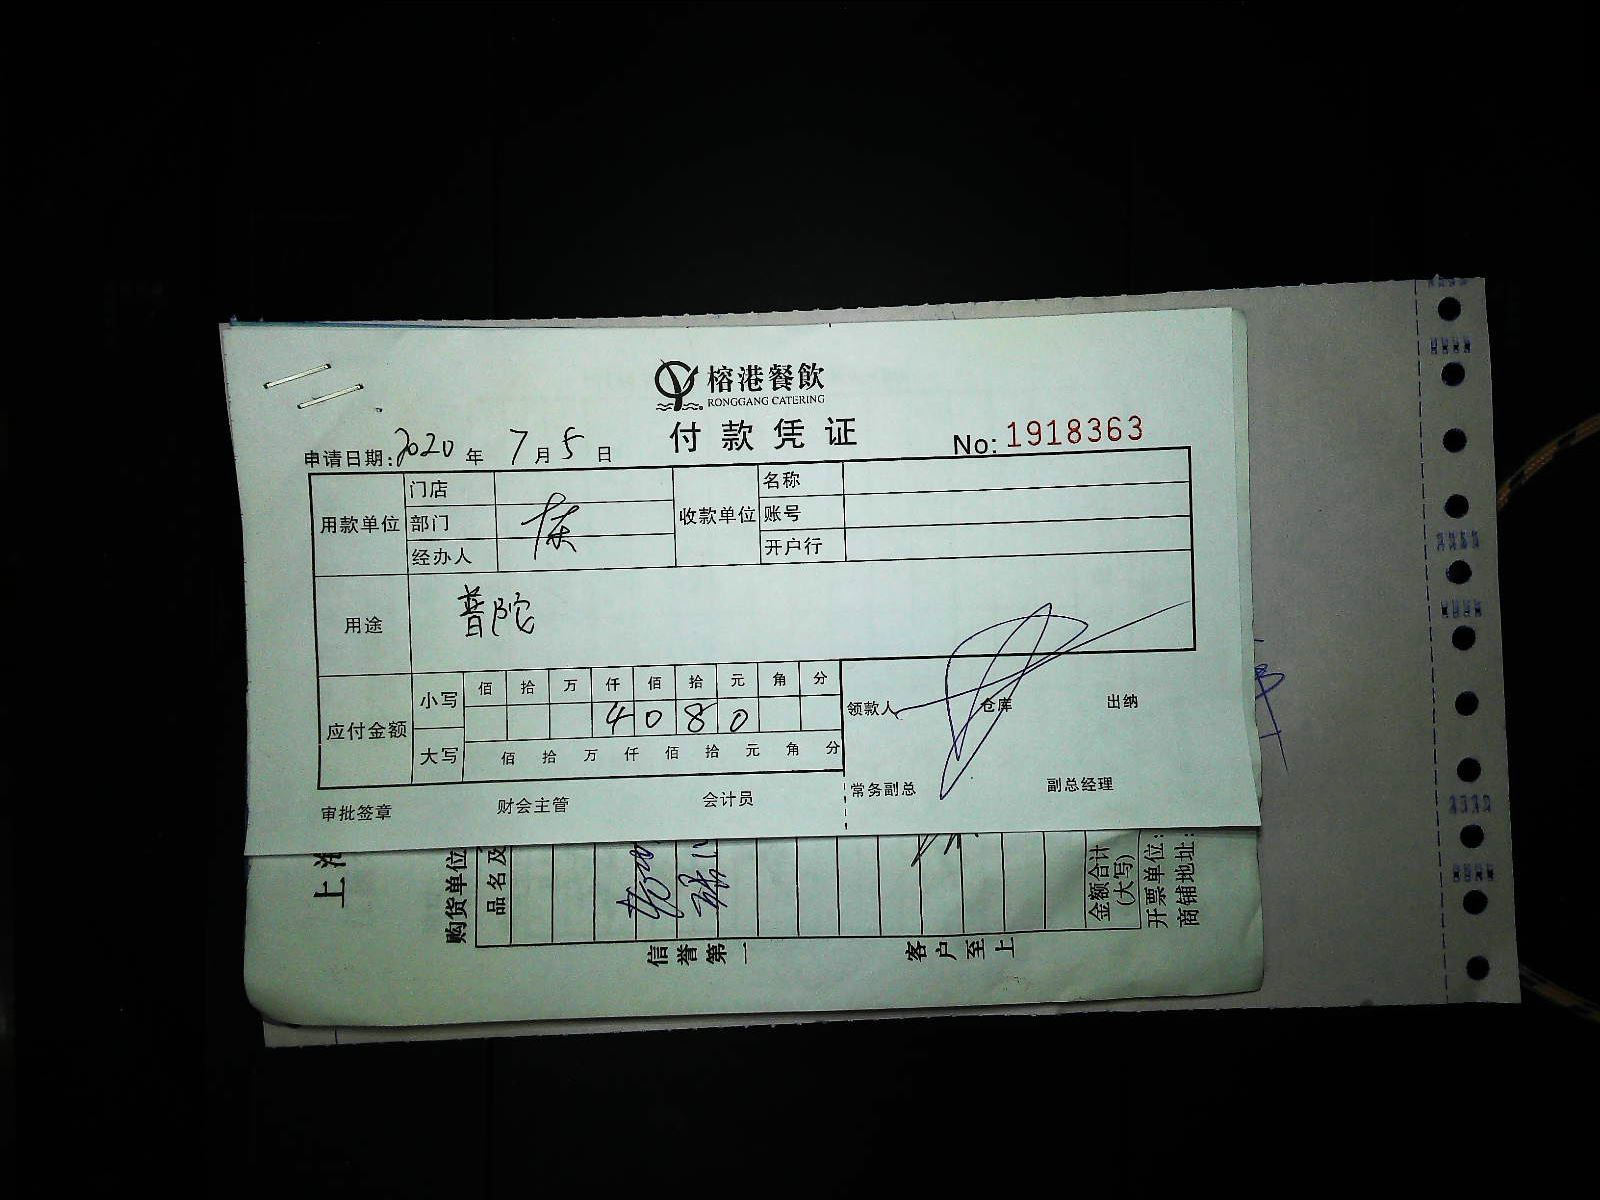 榕港餐飲
RONGGANG CATERING
付款凭证
No: 1918363
申请日期: 2020 年 7 月 5 日
用款单位 门店 收款单位 名称
部门 账号
经办人 开户行
用途 普陀
应付金额 小写 佰 拾 万 仟 佰 拾 元 角 分
4 0 8 0
大写 佰 拾 万 仟 佰 拾 元 角 分
领款人 仓库 出纳
常务副总 副总经理
审批签章 财会主管 会计员
上海
购货单位
品名及
信誉第一 客户至上
金额合计
(大写)
开票单位:
商铺地址: